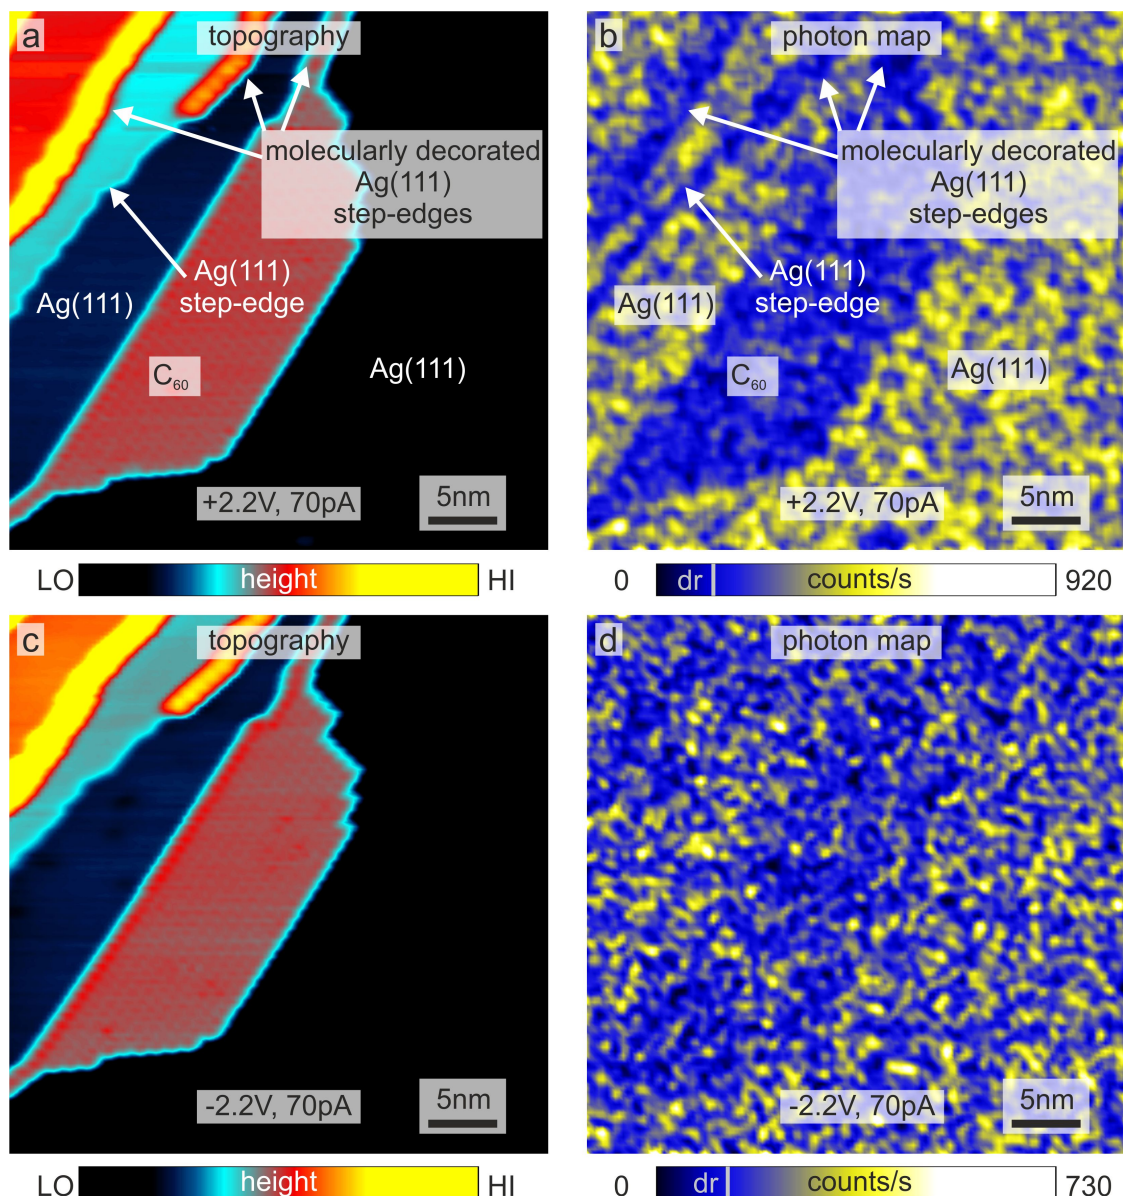 a
topography
molecularly decorated
Ag(111)
step-edges
Ag(111)
step-edge
Ag(111)
C60
Ag(111)
+2.2V, 70pA
5nm
LO
height
HI
b
photon map
molecularly decorated
Ag(111)
step-edges
Ag(111)
step-edge
Ag(111)
C60
Ag(111)
+2.2V, 70pA
5nm
0
dr
counts/s
920
c
topography
-2.2V, 70pA
5nm
LO
height
HI
d
photon map
-2.2V, 70pA
5nm
0
dr
counts/s
730